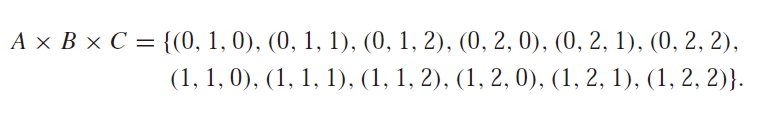 A × B × C = {(0, 1, 0), (0, 1, 1), (0, 1, 2), (0, 2, 0), (0, 2, 1), (0, 2, 2),
(1, 1, 0), (1, 1, 1), (1, 1, 2), (1, 2, 0), (1, 2, 1), (1, 2, 2)}.